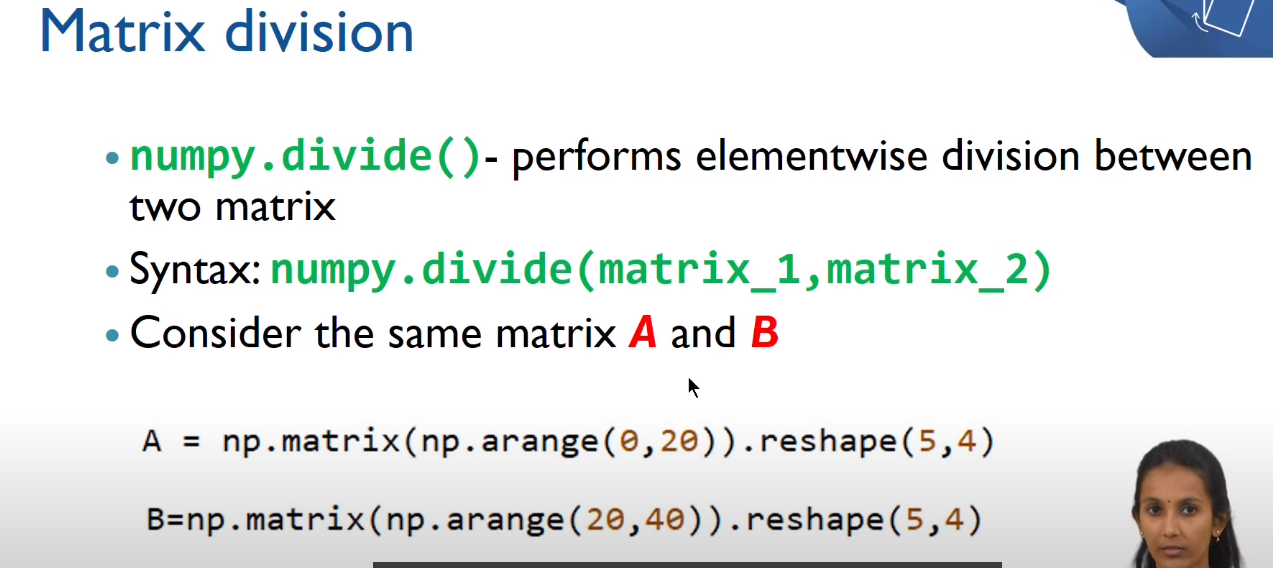 Matrix division
• numpy.divide()- performs elementwise division between
two matrix
• Syntax: numpy.divide(matrix_1,matrix_2)
• Consider the same matrix A and B
A = np.matrix(np.arange(0,20)).reshape(5,4)
B=np.matrix(np.arange(20,40)).reshape(5,4)